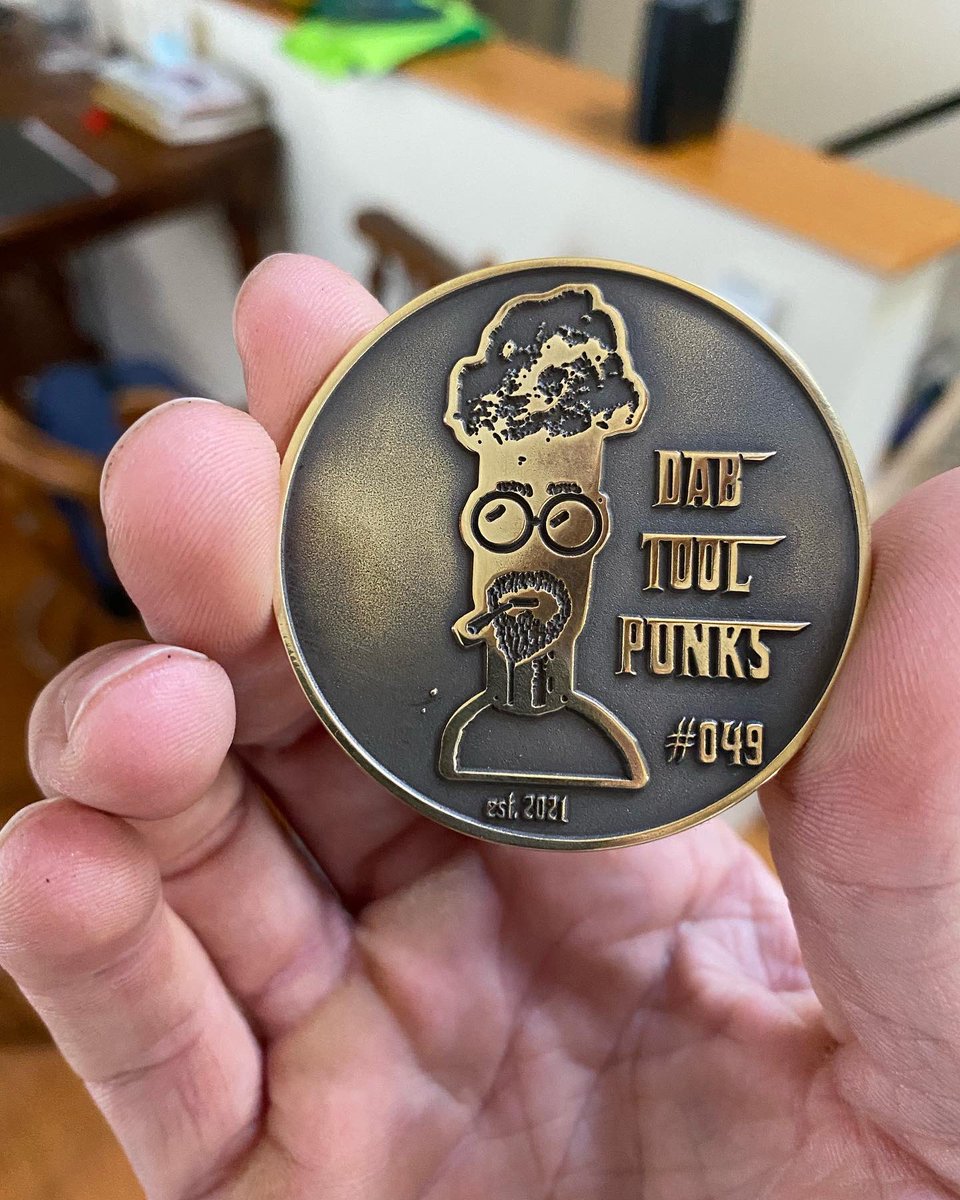 DAB
TOOL
PUNKS
#049
est. 2021